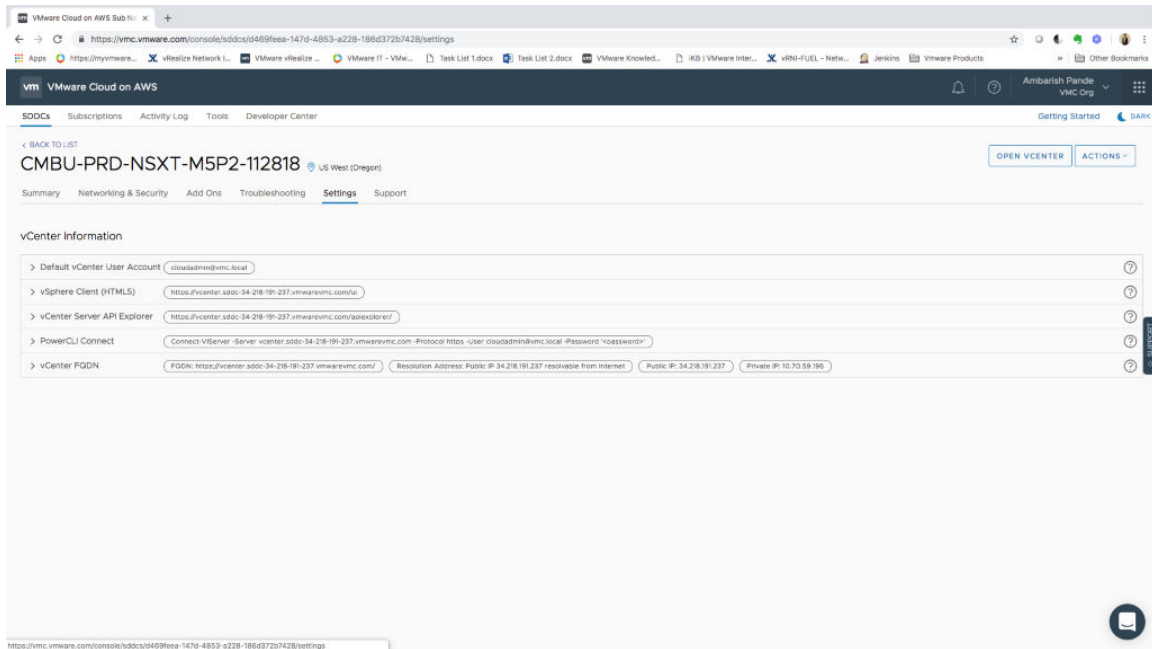 VMware Cloud on AWS Sub Na × +
https://vmc.vmware.com/console/sddcs/d469feea-147d-4853-a228-186d372b7428/settings
Apps https://myvmware... vRealize Network I... VMware vRealize ... VMware IT - VMw... Task List 1.docx Task List 2.docx VMware Knowled... IKB | VMware Inter... vRNI-FUEL - Netw... Jenkins Vmware Products » Other Bookmarks
vm VMware Cloud on AWS
Ambarish Pande
VMC Org
SDDCs Subscriptions Activity Log Tools Developer Center Getting Started DARK
< BACK TO LIST
CMBU-PRD-NSXT-M5P2-112818 US West (Oregon) OPEN VCENTER ACTIONS
Summary Networking & Security Add Ons Troubleshooting Settings Support
vCenter Information
> Default vCenter User Account cloudadmin@vmc.local
> vSphere Client (HTML5) https://vcenter.sddc-34-218-191-237.vmwarevmc.com/ui
> vCenter Server API Explorer https://vcenter.sddc-34-218-191-237.vmwarevmc.com/apiexplorer/
> PowerCLI Connect Connect-VIServer -Server vcenter.sddc-34-218-191-237.vmwarevmc.com -Protocol https -User cloudadmin@vmc.local -Password '<password>'
> vCenter FQDN FQDN: https://vcenter.sddc-34-218-191-237.vmwarevmc.com/ Resolution Address: Public IP 34.218.191.237 resolvable from Internet Public IP: 34.218.191.237 Private IP: 10.70.59.196
SUPPORT
https://vmc.vmware.com/console/sddcs/d469feea-147d-4853-a228-186d372b7428/settings